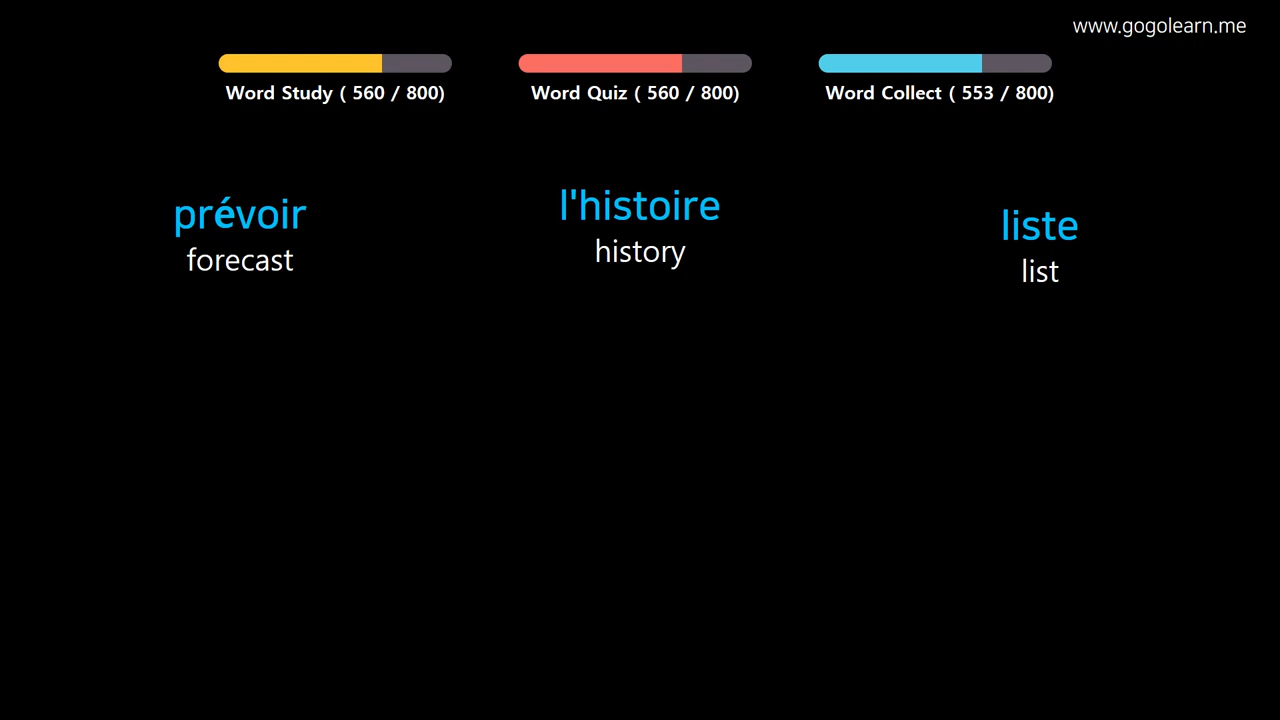 www.gogolearn.me
Word Study ( 560 / 800)
Word Quiz ( 560 / 800)
Word Collect ( 553 / 800)
prévoir
forecast
l'histoire
history
liste
list